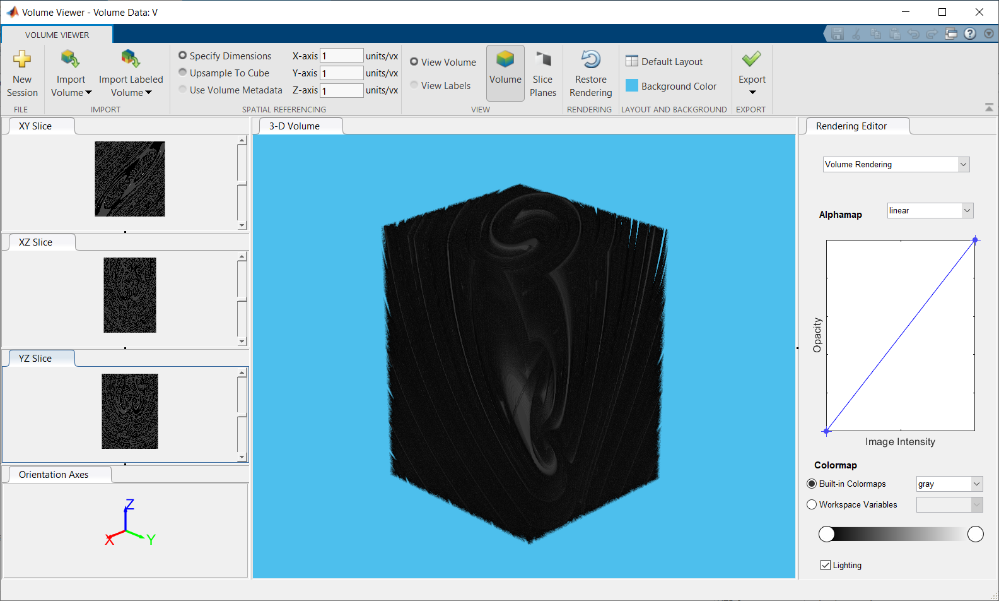 Volume Viewer - Volume Data: V
VOLUME VIEWER
New
Session
Import
Volume
Import Labeled
Volume
Specify Dimensions
Upsample To Cube
Use Volume Metadata
X-axis 1 units/vx
Y-axis 1 units/vx
Z-axis 1 units/vx
View Volume
View Labels
Volume
Slice
Planes
Restore
Rendering
Default Layout
Background Color
Export
FILE
IMPORT
SPATIAL REFERENCING
VIEW
RENDERING
LAYOUT AND BACKGROUND
EXPORT
XY Slice
XZ Slice
YZ Slice
Orientation Axes
Z
X
Y
3-D Volume
Rendering Editor
Volume Rendering
Alphamap linear
Opacity
Image Intensity
Colormap
Built-in Colormaps gray
Workspace Variables
Lighting